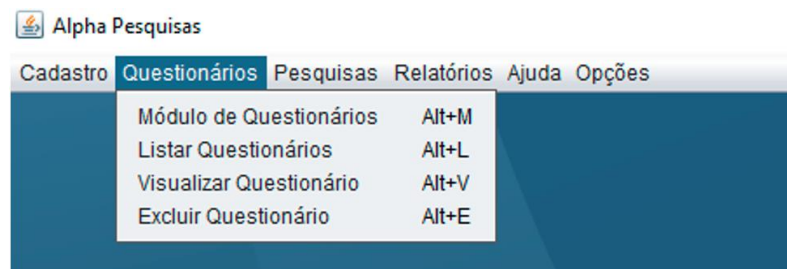 Alpha Pesquisas
Cadastro Questionários Pesquisas Relatórios Ajuda Opções
Módulo de Questionários Alt+M
Listar Questionários Alt+L
Visualizar Questionário Alt+V
Excluir Questionário Alt+E